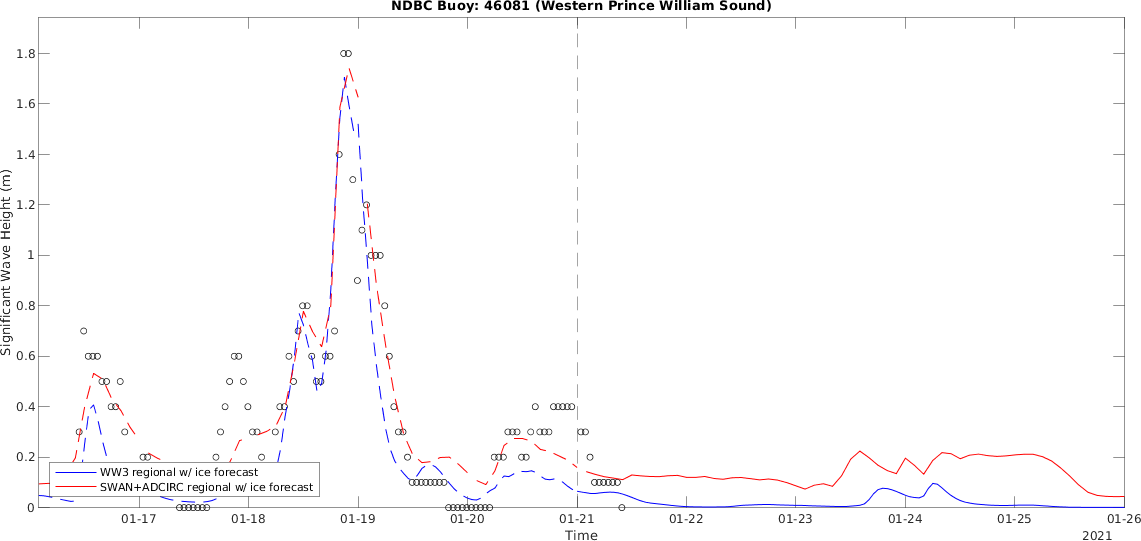 NDBC Buoy: 46081 (Western Prince William Sound)
Significant Wave Height (m)
1.8
1.6
1.4
1.2
1
0.8
0.6
0.4
0.2
0
WW3 regional w/ ice forecast
SWAN+ADCIRC regional w/ ice forecast
01-17 01-18 01-19 01-20 01-21 01-22 01-23 01-24 01-25 01-26
Time
2021